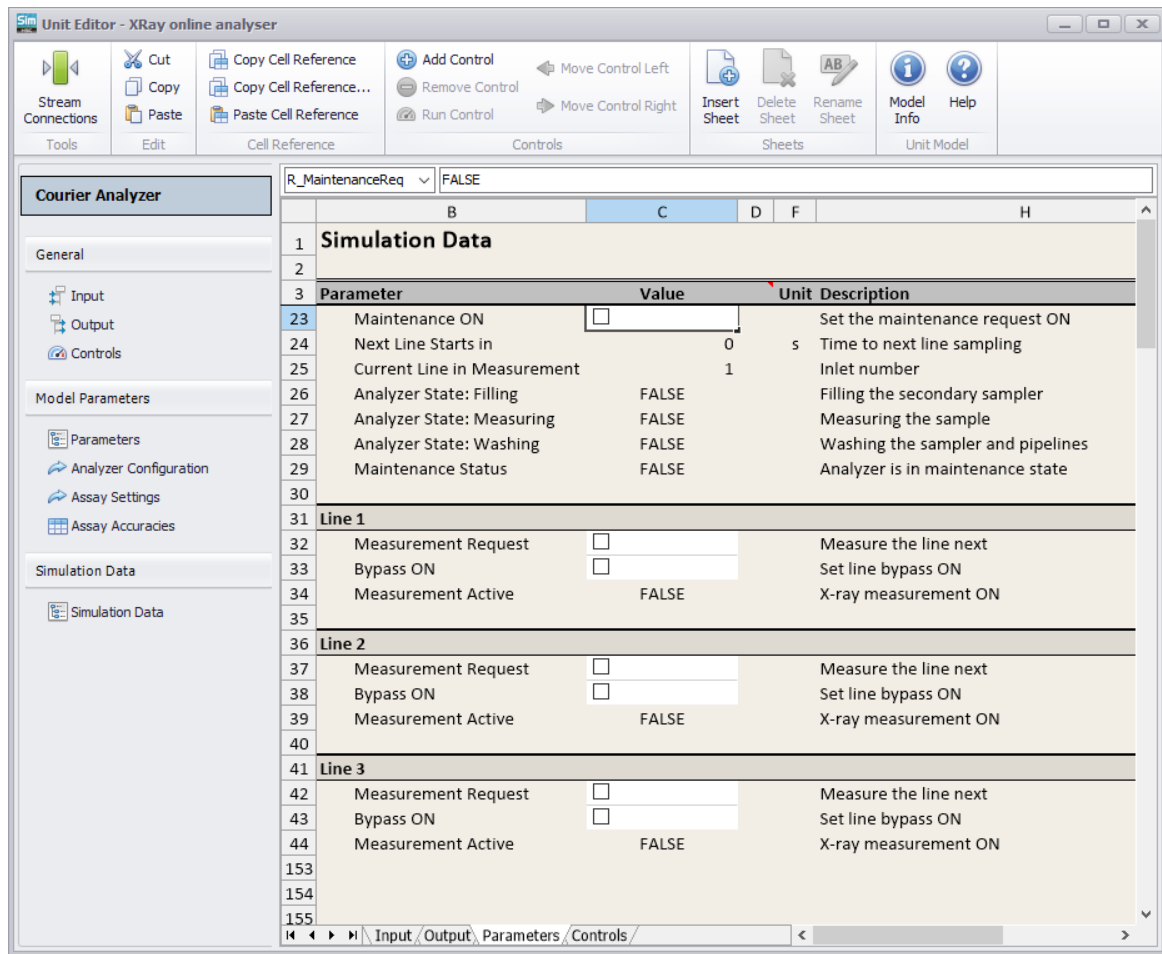 Sim Unit Editor - XRay online analyser
Stream Connections
Cut
Copy
Paste
Copy Cell Reference
Copy Cell Reference...
Paste Cell Reference
Add Control
Remove Control
Run Control
Move Control Left
Move Control Right
Insert Sheet
Delete Sheet
AB
Rename Sheet
Model Info
Help
Tools Edit Cell Reference Controls Sheets Unit Model
Courier Analyzer
General
Input
Output
Controls
Model Parameters
Parameters
Analyzer Configuration
Assay Settings
Assay Accuracies
Simulation Data
Simulation Data
R_MaintenanceReq FALSE
B C D F H
1 Simulation Data
2
3 Parameter Value Unit Description
23 Maintenance ON Set the maintenance request ON
24 Next Line Starts in 0 s Time to next line sampling
25 Current Line in Measurement 1 Inlet number
26 Analyzer State: Filling FALSE Filling the secondary sampler
27 Analyzer State: Measuring FALSE Measuring the sample
28 Analyzer State: Washing FALSE Washing the sampler and pipelines
29 Maintenance Status FALSE Analyzer is in maintenance state
30
31 Line 1
32 Measurement Request Measure the line next
33 Bypass ON Set line bypass ON
34 Measurement Active FALSE X-ray measurement ON
35
36 Line 2
37 Measurement Request Measure the line next
38 Bypass ON Set line bypass ON
39 Measurement Active FALSE X-ray measurement ON
40
41 Line 3
42 Measurement Request Measure the line next
43 Bypass ON Set line bypass ON
44 Measurement Active FALSE X-ray measurement ON
153
154
155
Input Output Parameters Controls